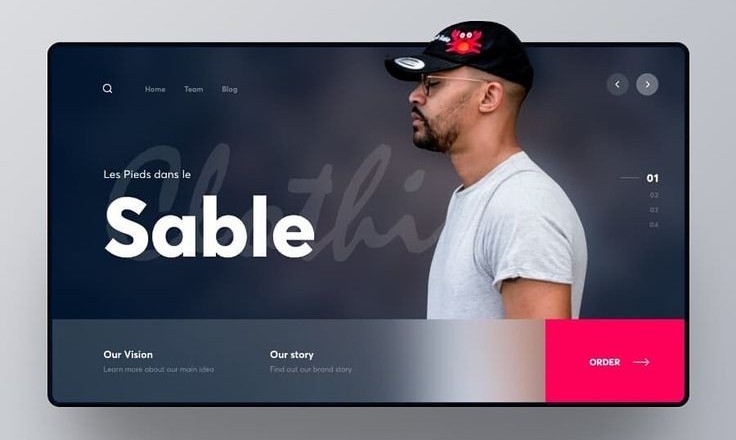 Home Team Blog
Les Pieds dans le
Clothi
Sable
01
02
03
04
Our Vision
Learn more about our main idea
Our story
Find out our brand story
ORDER